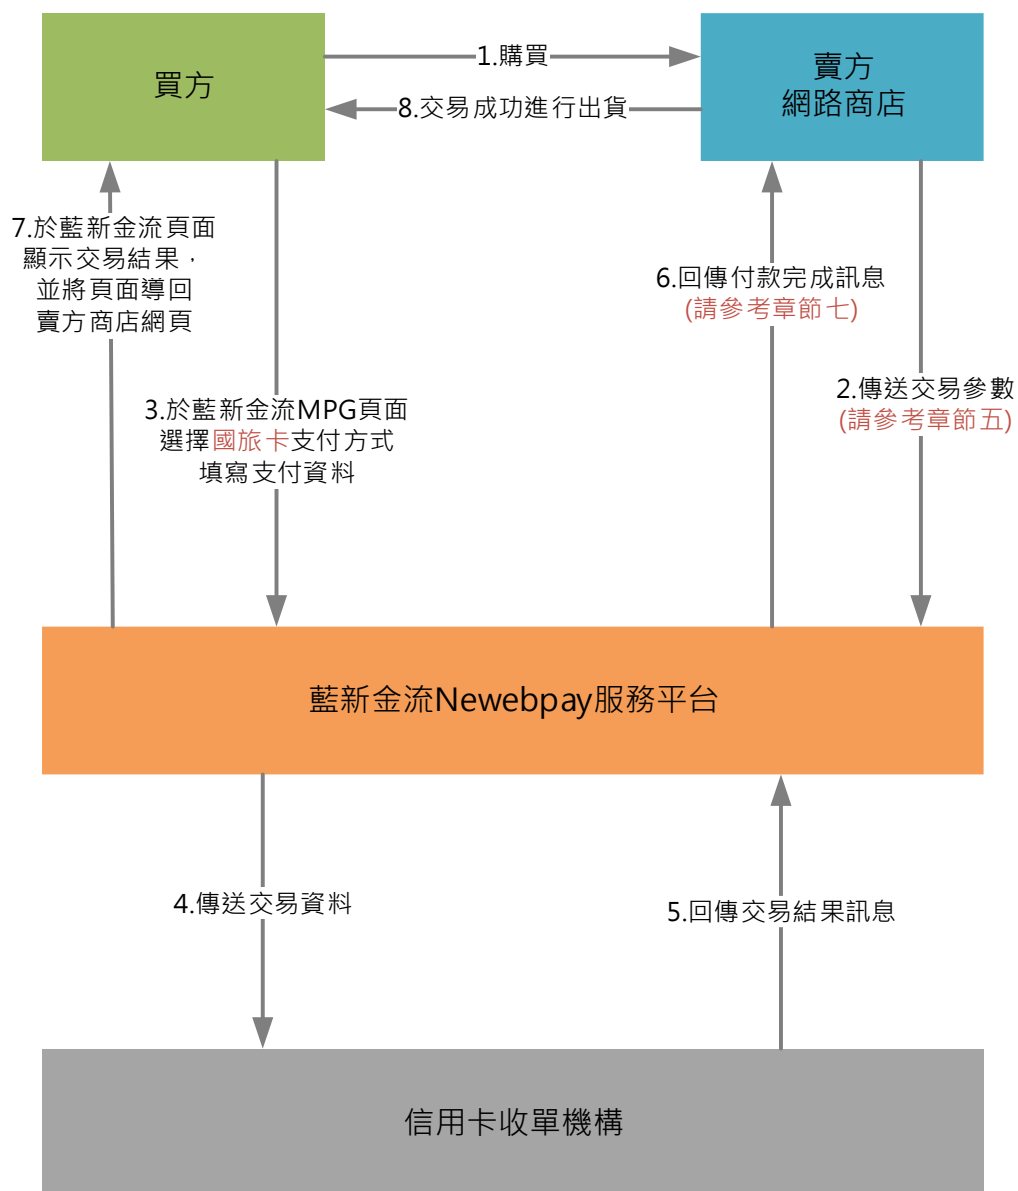 買方
1.購買
8.交易成功進行出貨
賣方
網路商店
7.於藍新金流頁面
顯示交易結果，
並將頁面導回
賣方商店網頁
6.回傳付款完成訊息
(請參考章節七)
2.傳送交易參數
(請參考章節五)
3.於藍新金流MPG頁面
選擇國旅卡支付方式
填寫支付資料
藍新金流Newebpay服務平台
4.傳送交易資料
5.回傳交易結果訊息
信用卡收單機構